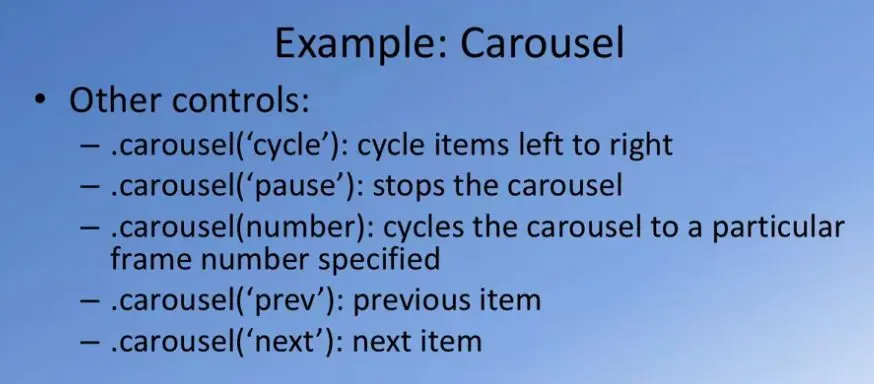 Example: Carousel
• Other controls:
– .carousel(‘cycle’): cycle items left to right
– .carousel(‘pause’): stops the carousel
– .carousel(number): cycles the carousel to a particular
frame number specified
– .carousel(‘prev’): previous item
– .carousel(‘next’): next item